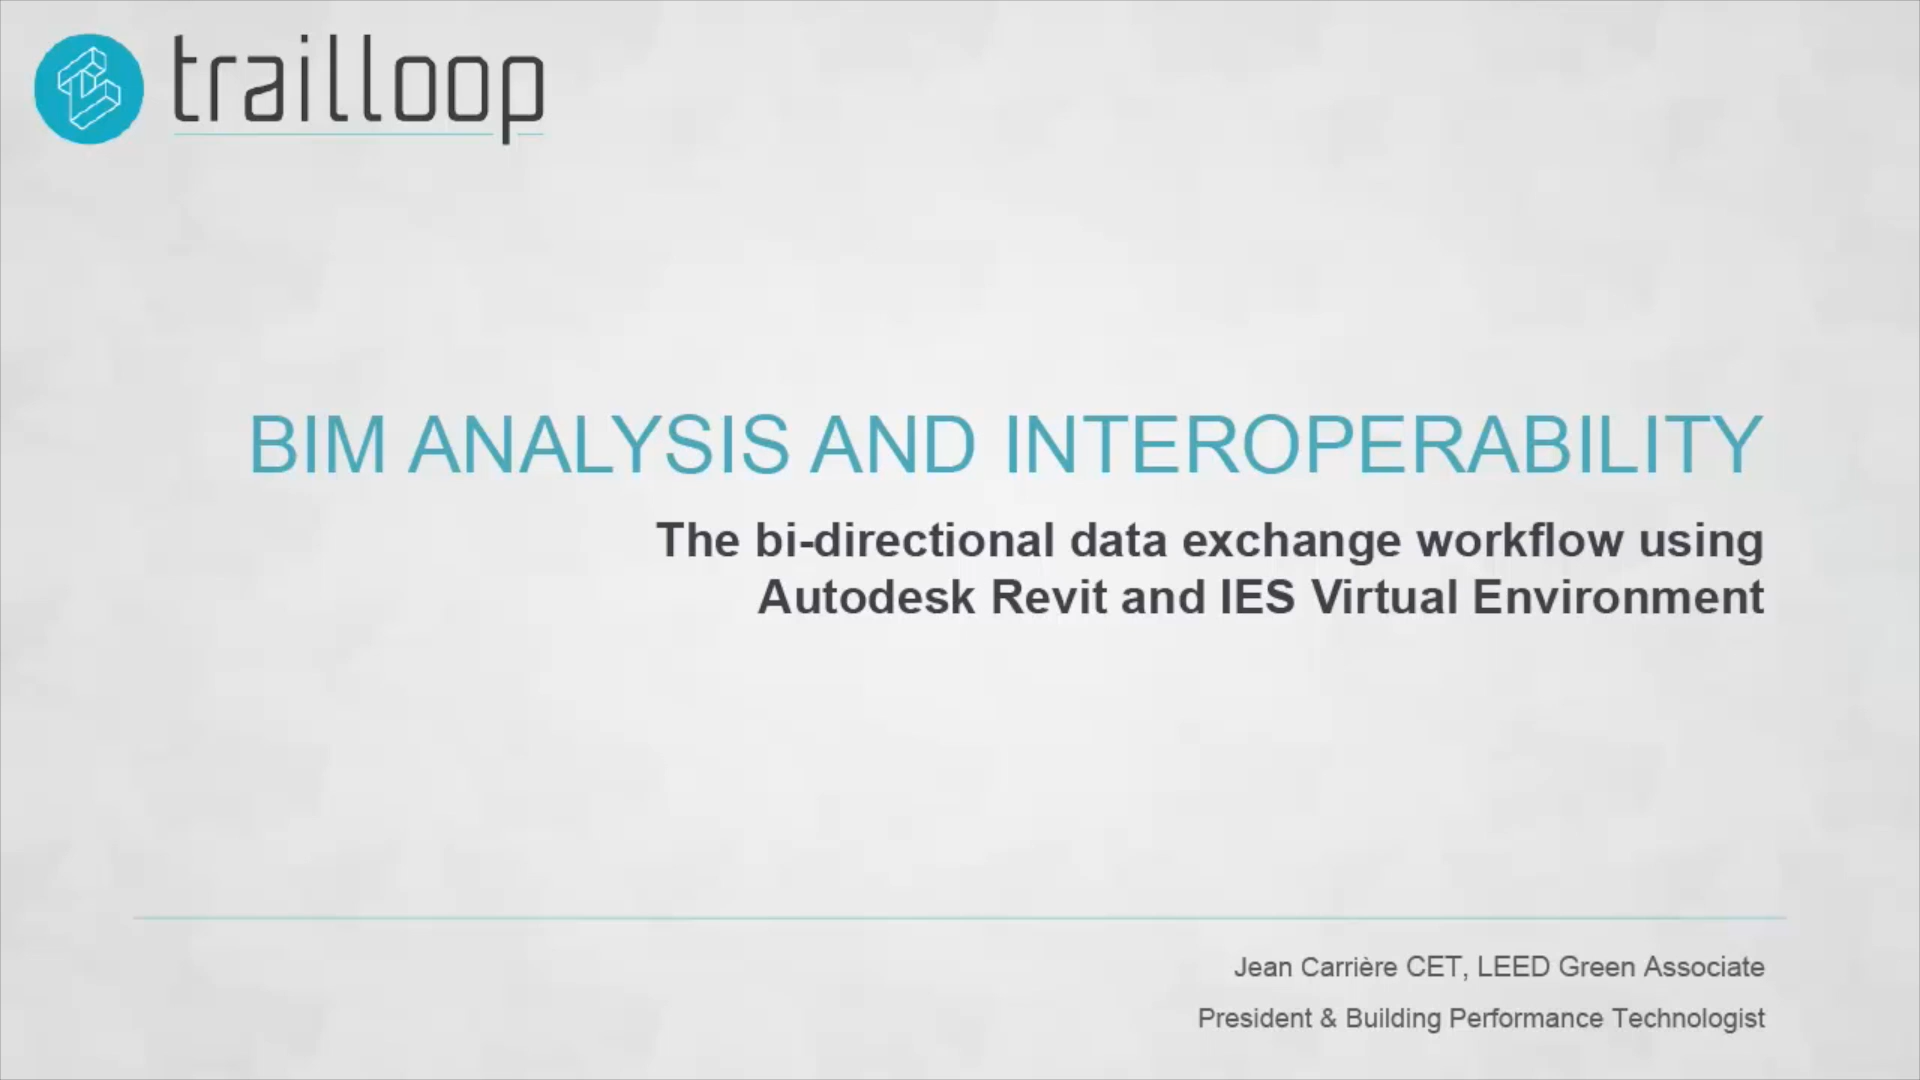 trailloop
BIM ANALYSIS AND INTEROPERABILITY
The bi-directional data exchange workflow using
Autodesk Revit and IES Virtual Environment
Jean Carrière CET, LEED Green Associate
President & Building Performance Technologist